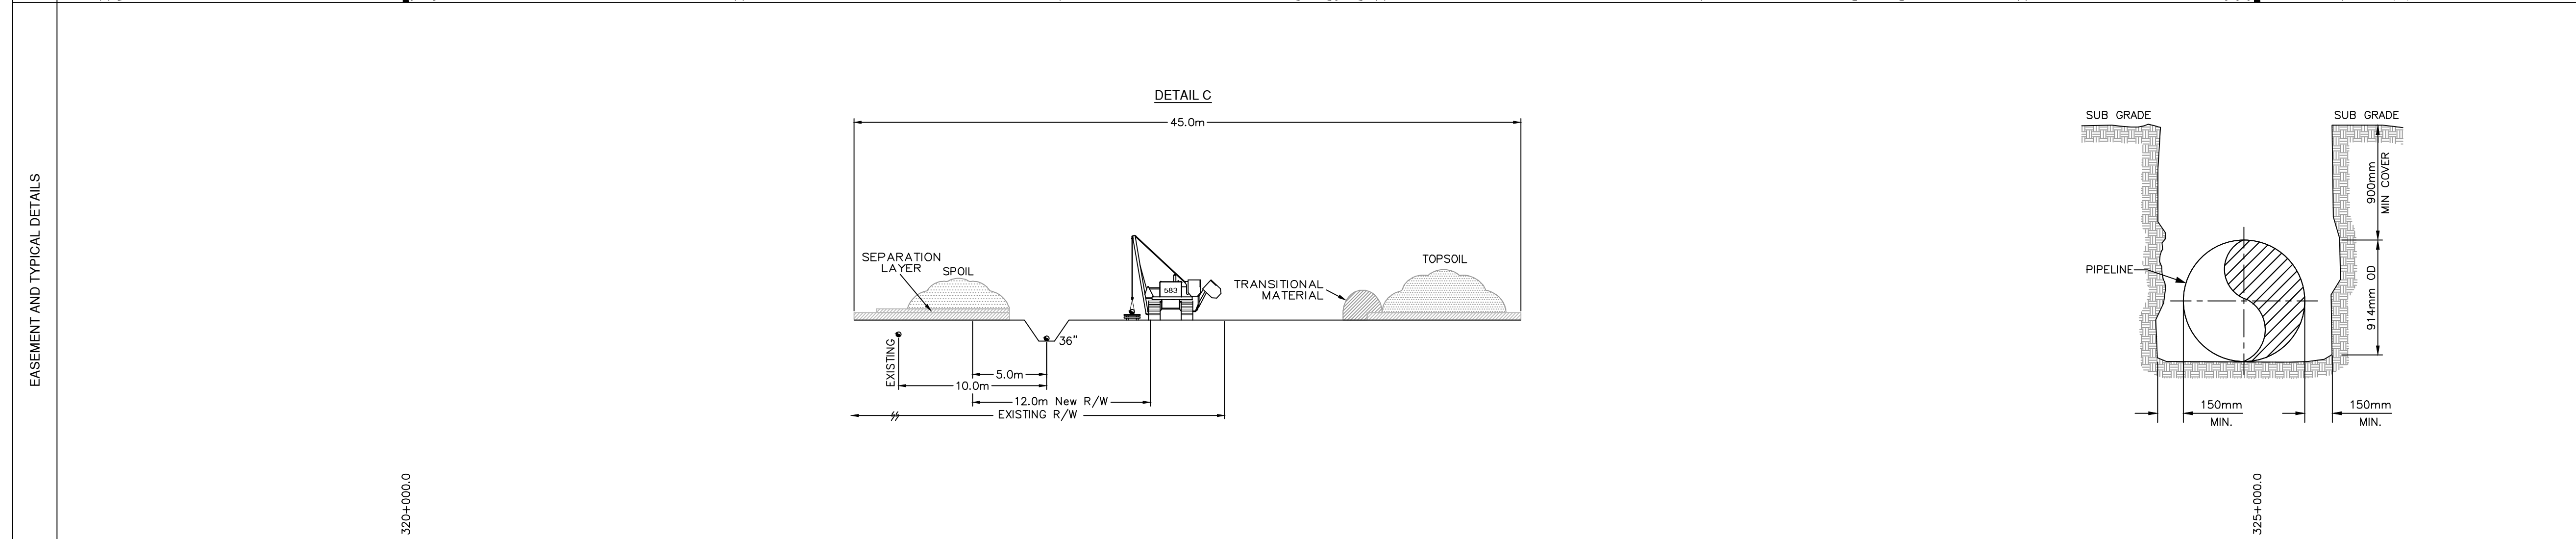 EASEMENT AND TYPICAL DETAILS
DETAIL C
45.0m
SEPARATION
LAYER
SPOIL
583
TRANSITIONAL
MATERIAL
TOPSOIL
EXISTING
36"
5.0m
10.0m
12.0m New R/W
EXISTING R/W
SUB GRADE
SUB GRADE
900mm
MIN COVER
PIPELINE
914mm OD
150mm
MIN.
150mm
MIN.
320+000.0
325+000.0